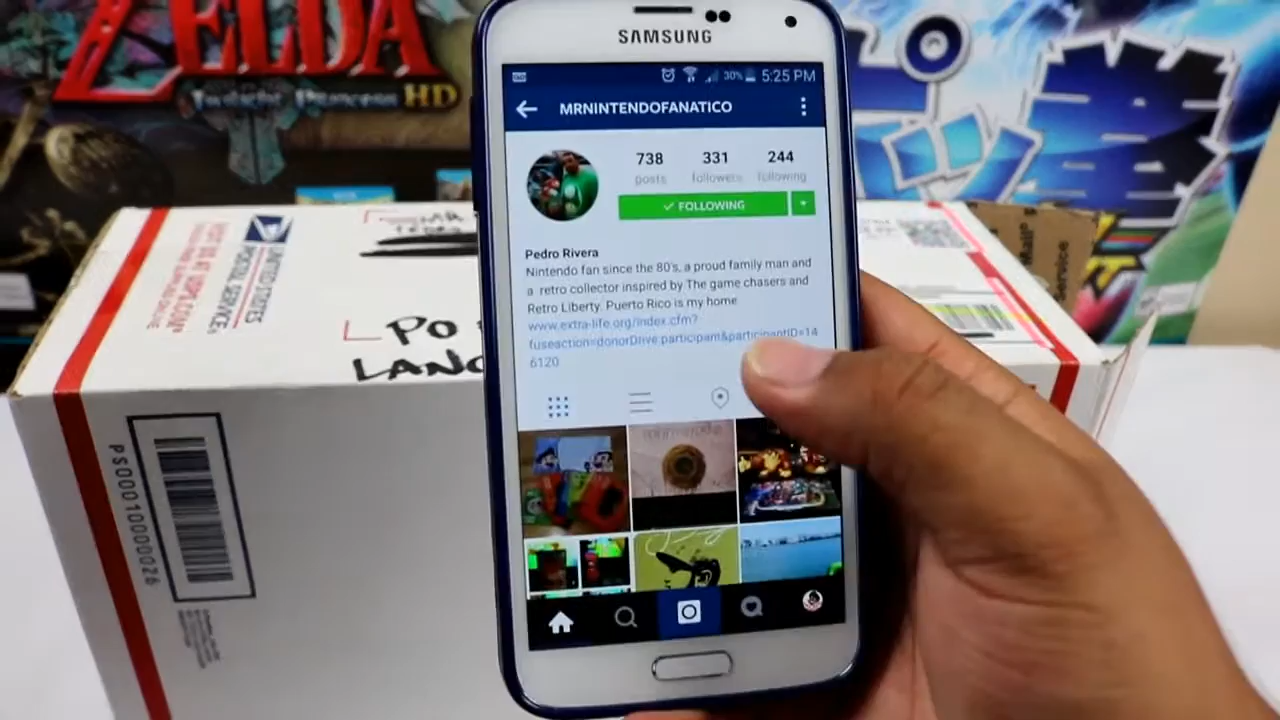 ZELDA
Twilight Princess HD
SAMSUNG
30% 5:25 PM
MRNINTENDOFANATICO
738 331 244
posts followers following
FOLLOWING
Pedro Rivera
Nintendo fan since the 80's, a proud family man and
a retro collector inspired by The game chasers and
Retro Liberty. Puerto Rico is my home
www.extra-life.org/index.cfm?
fuseaction=donorDrive.participant&participantID=14
6120
UNITED STATES
POSTAL SERVICE
PO
LANC
PS00010000026
Mail
Service